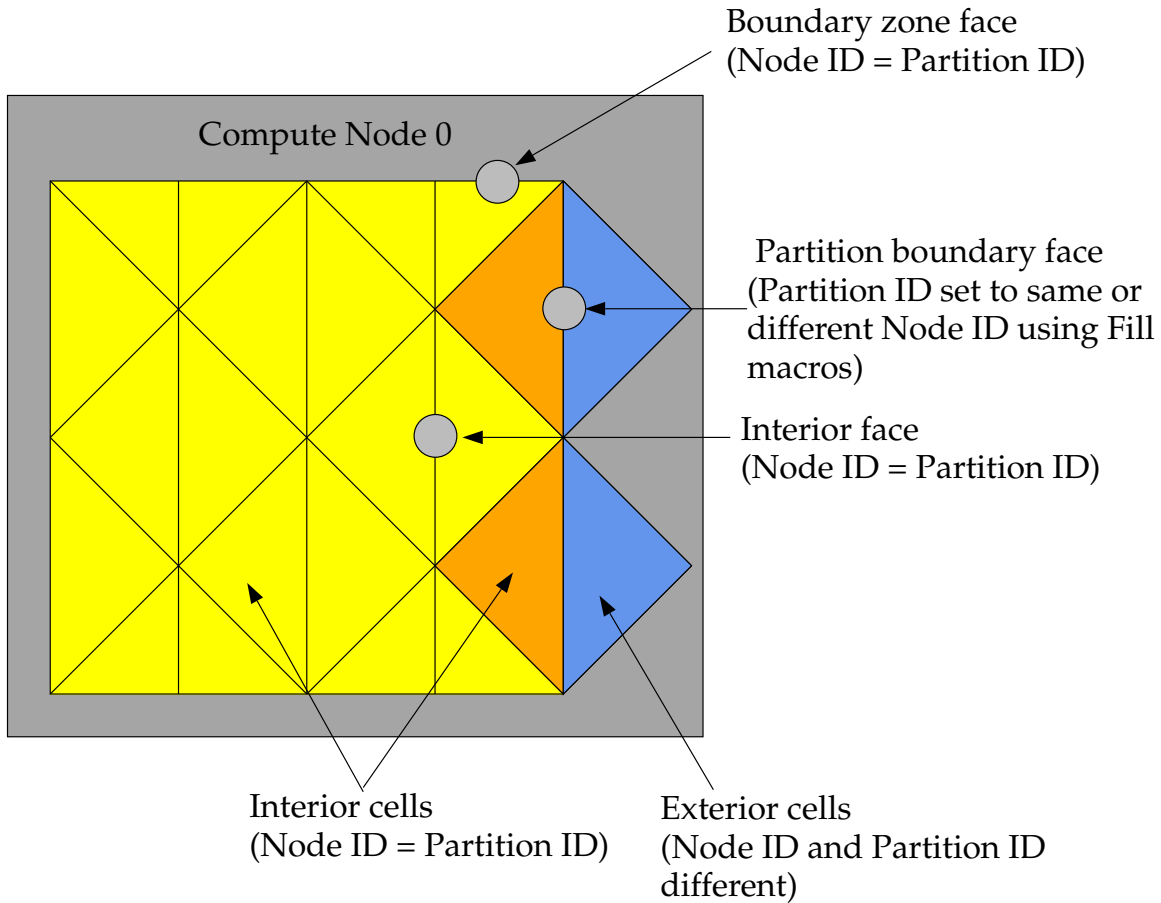 Boundary zone face
(Node ID = Partition ID)
Compute Node 0
Partition boundary face
(Partition ID set to same or
different Node ID using Fill
macros)
Interior face
(Node ID = Partition ID)
Interior cells
(Node ID = Partition ID)
Exterior cells
(Node ID and Partition ID
different)